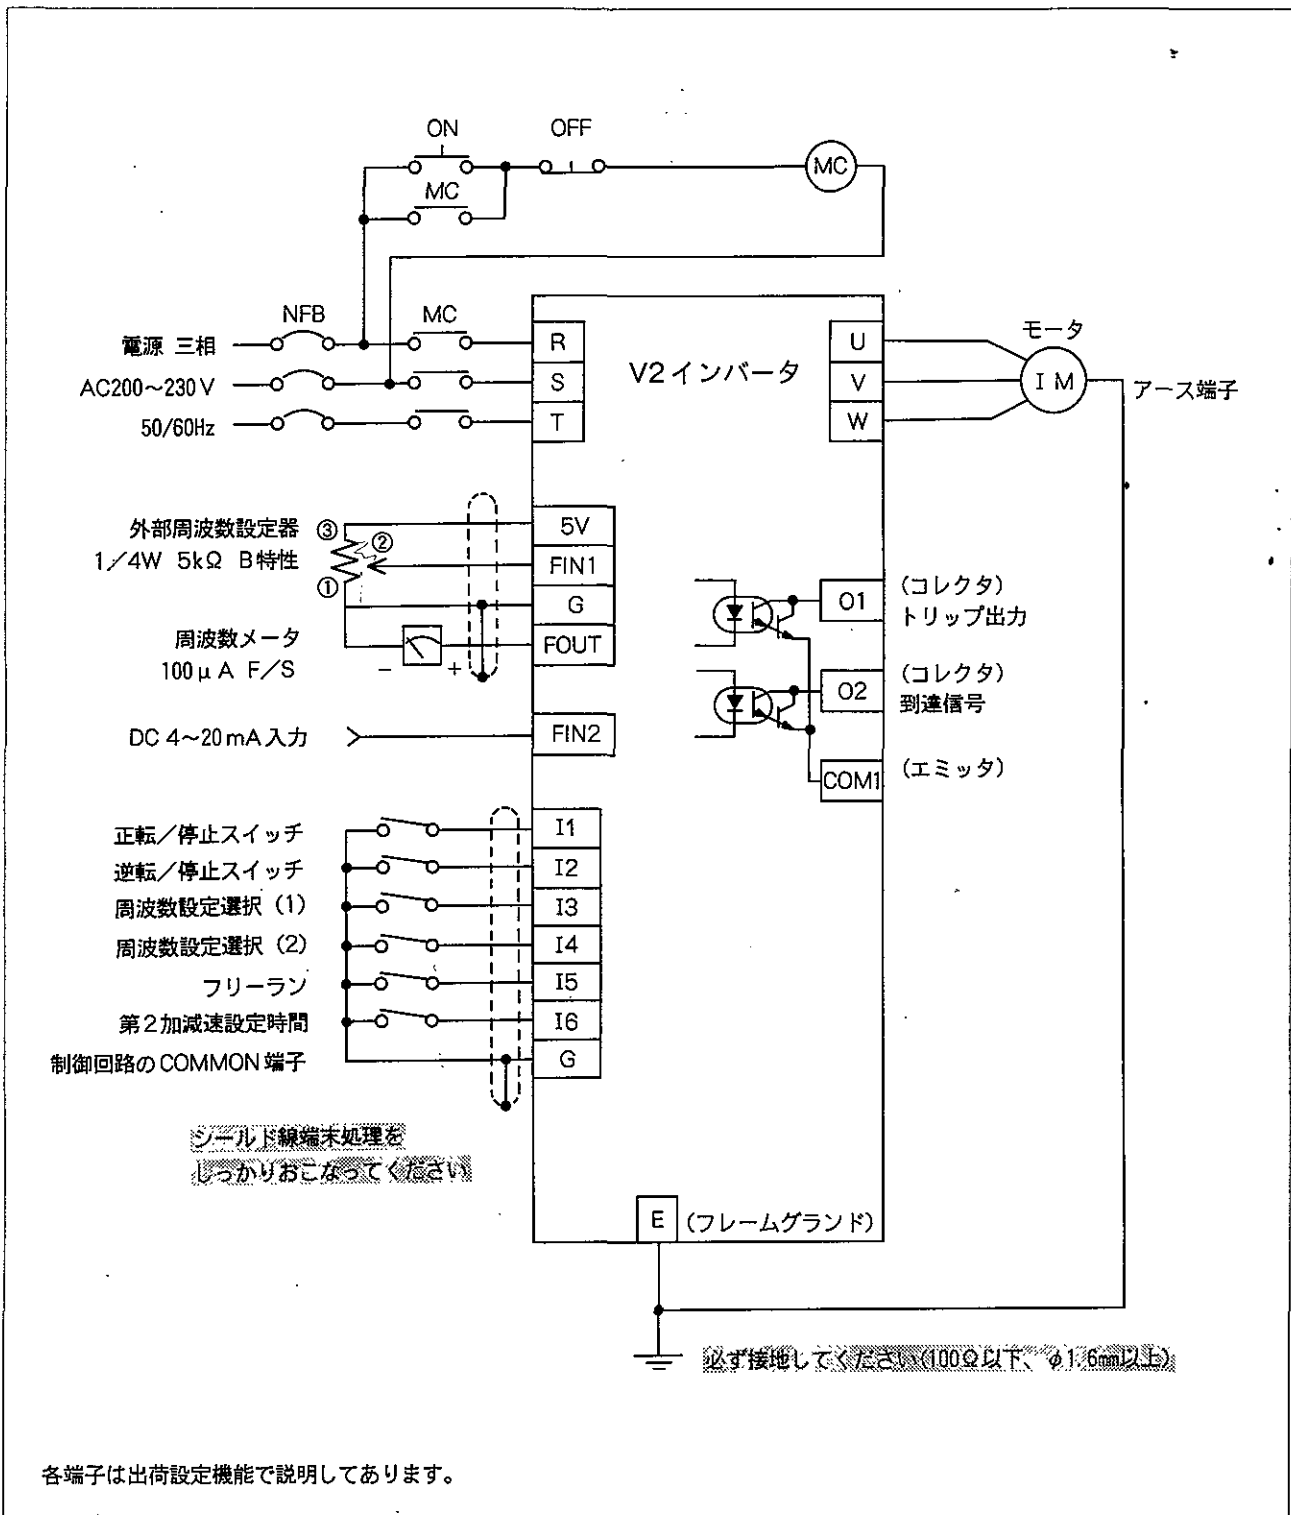 ON
OFF
MC
MC
NFB
MC
電源 三相
AC200～230V
50/60Hz
R
S
T
V2インバータ
U
V
W
モータ
IM
アース端子
外部周波数設定器
1／4W 5kΩ B特性
③
②
①
5V
FIN1
G
FOUT
周波数メータ
100μA F／S
−
+
DC 4～20mA入力
FIN2
O1
（コレクタ）
トリップ出力
O2
（コレクタ）
到達信号
COM1
（エミッタ）
正転／停止スイッチ
I1
逆転／停止スイッチ
I2
周波数設定選択（1）
I3
周波数設定選択（2）
I4
フリーラン
I5
第2加減速設定時間
I6
制御回路のCOMMON端子
G
シールド線端末処理を
しっかりおこなってください
E
（フレームグランド）
必ず接地してください(100Ω以下、φ1.6mm以上)
各端子は出荷設定機能で説明してあります。